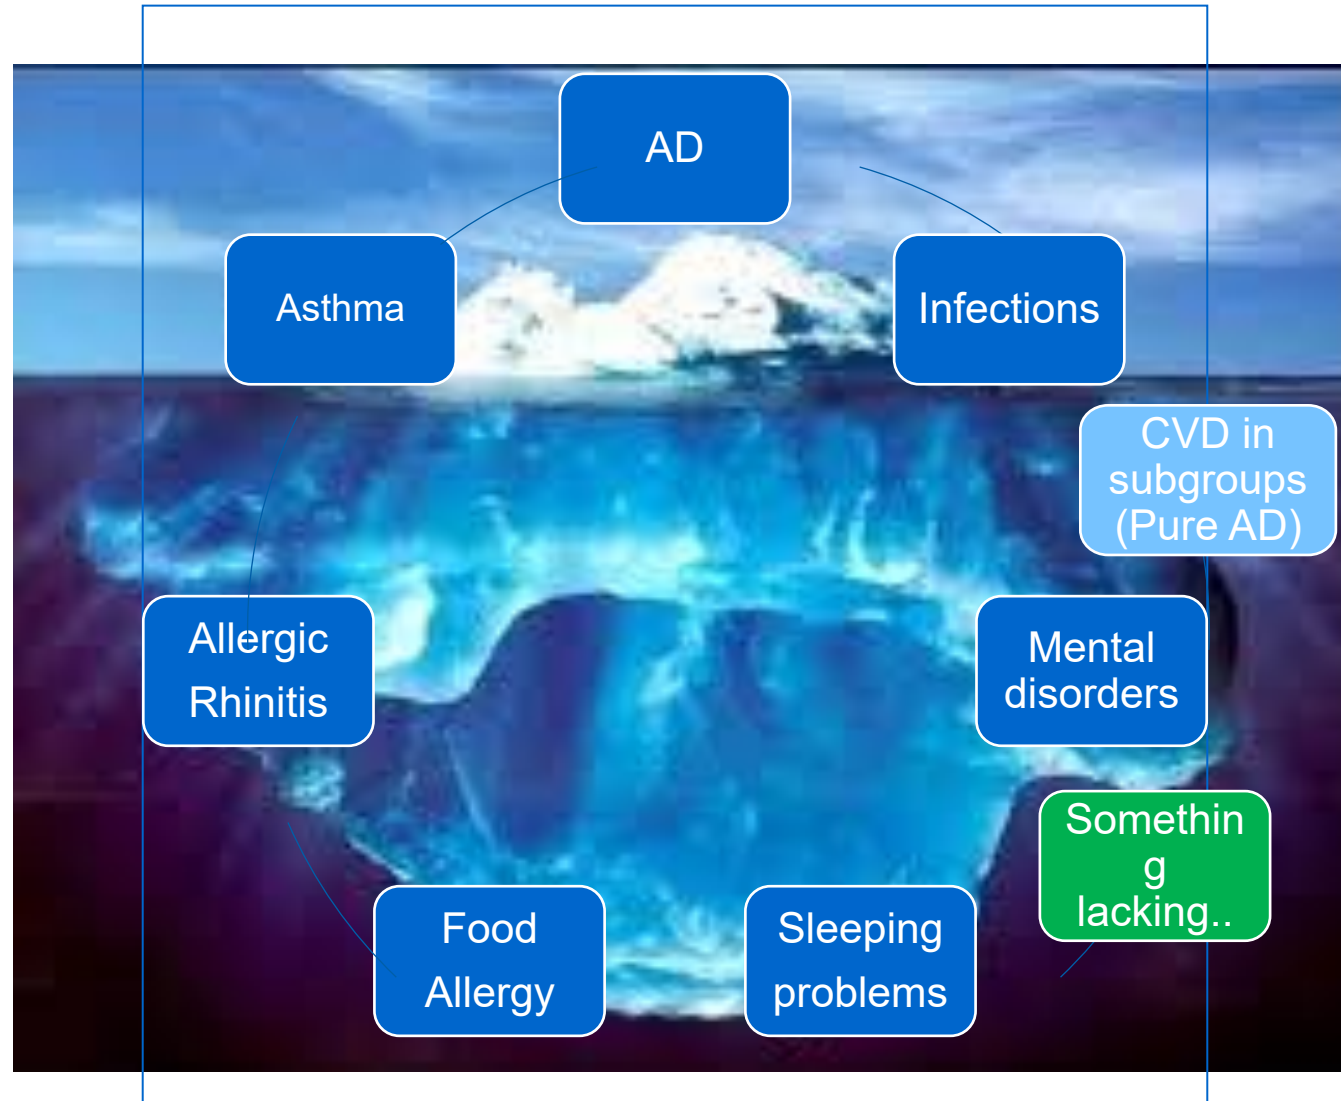 AD
Asthma
Infections
CVD in
subgroups
(Pure AD)
Allergic
Rhinitis
Mental
disorders
Somethin
g
lacking..
Food
Allergy
Sleeping
problems